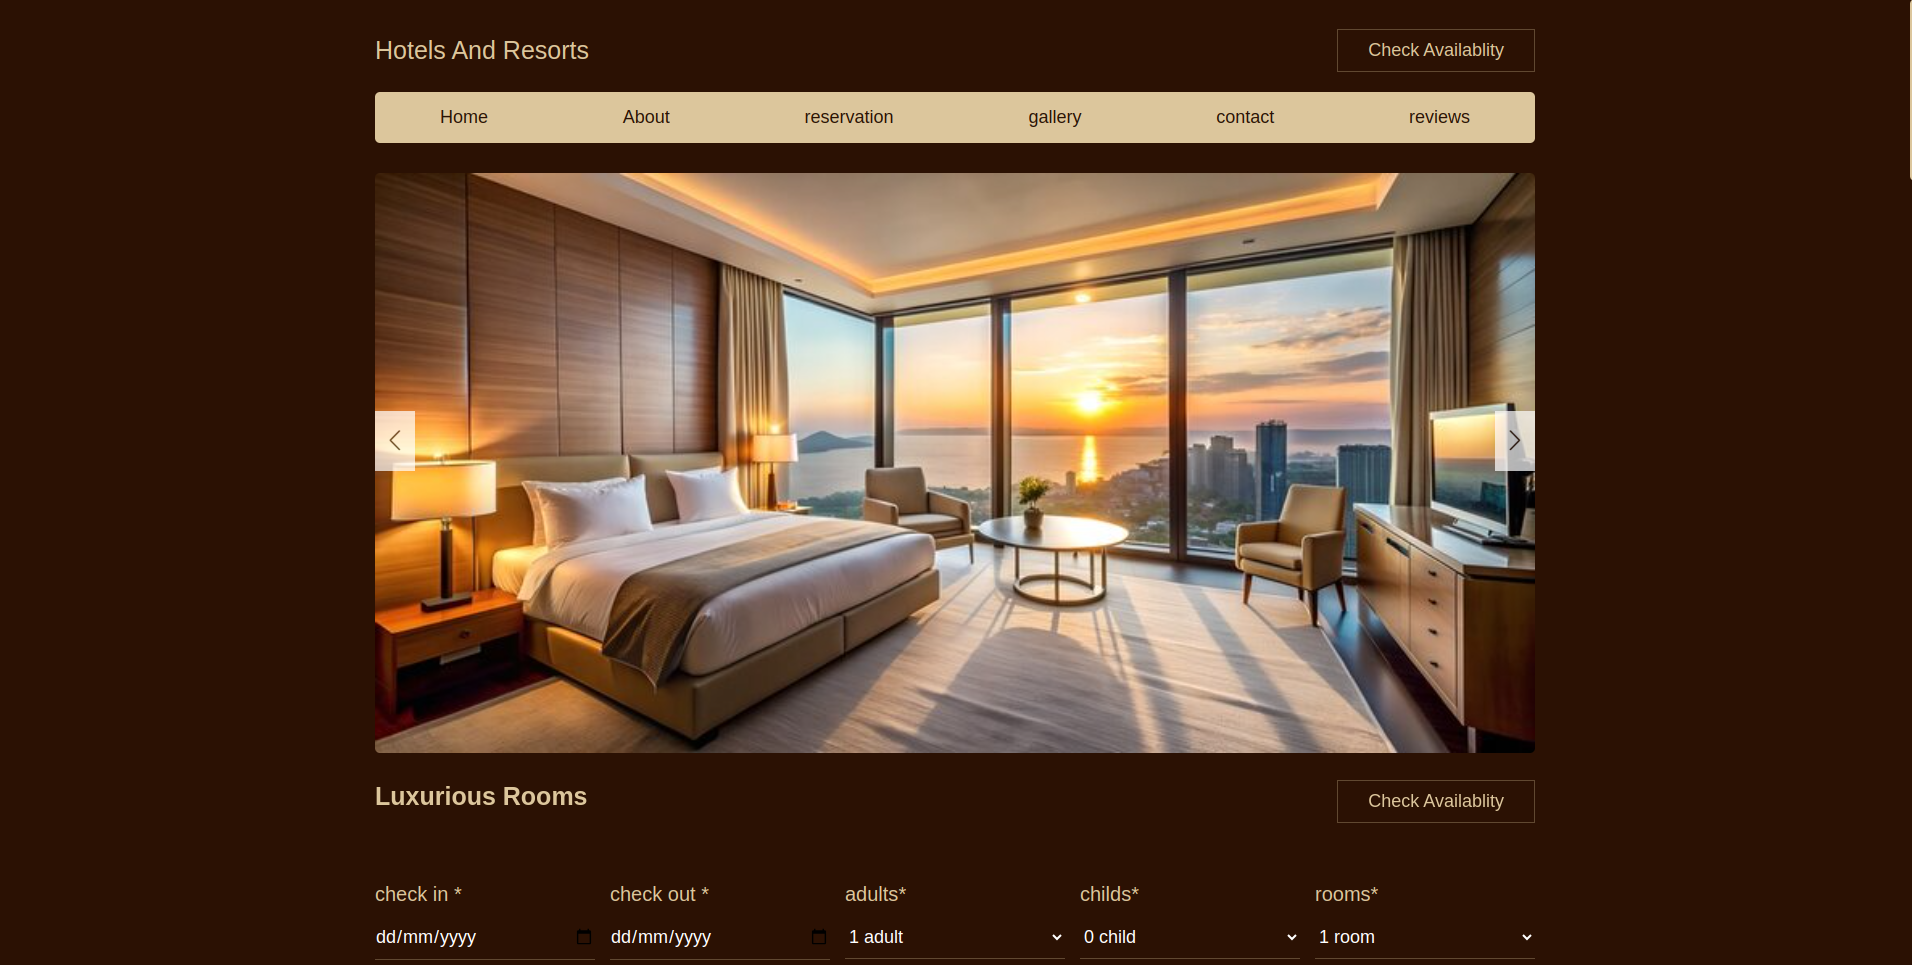 Hotels And Resorts
Check Availablity
Home About reservation gallery contact reviews
Luxurious Rooms
Check Availablity
check in * check out * adults* childs* rooms*
dd/mm/yyyy dd/mm/yyyy 1 adult 0 child 1 room